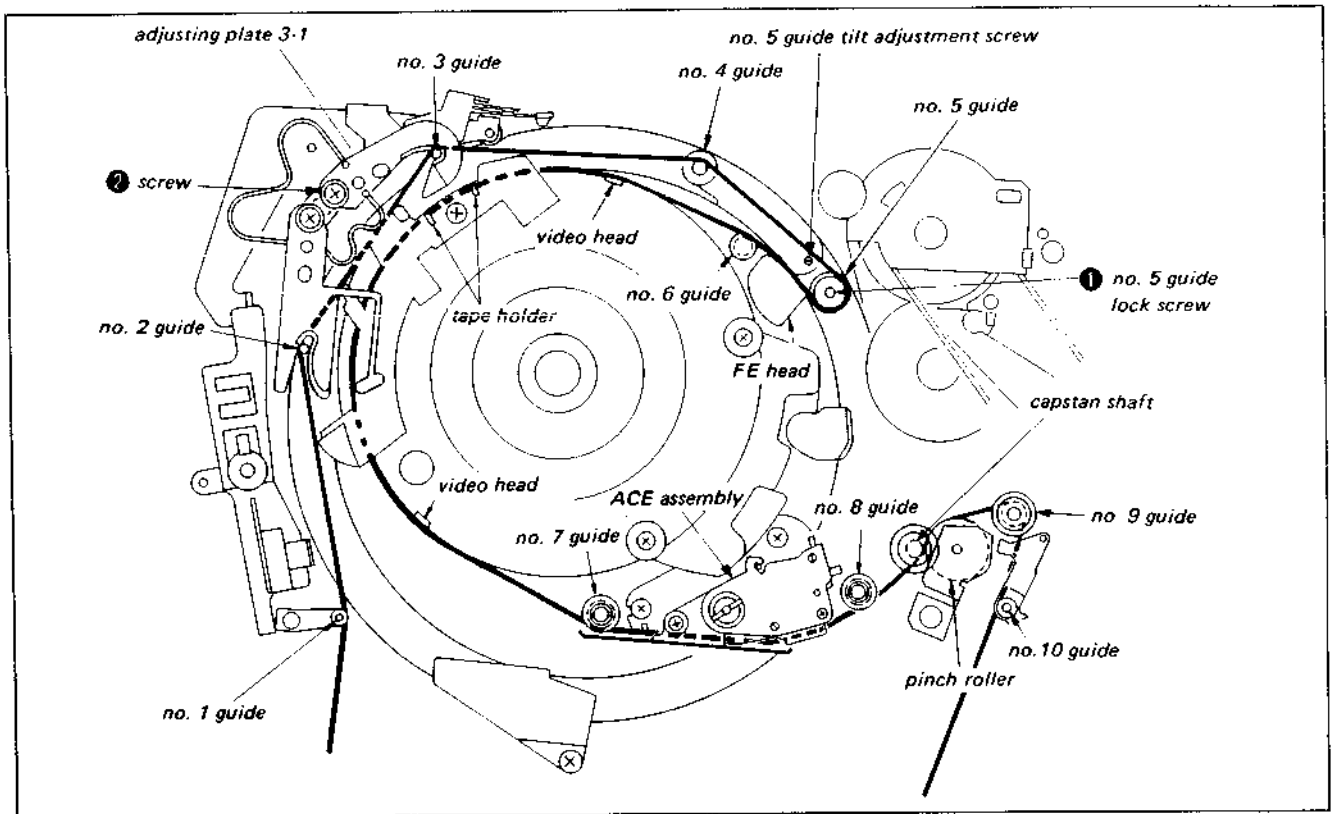 adjusting plate 3-1
no. 3 guide
no. 5 guide tilt adjustment screw
no. 4 guide
no. 5 guide
❷ screw
video head
no. 6 guide
❶ no. 5 guide
lock screw
tape holder
no. 2 guide
FE head
capstan shaft
video head
ACE assembly
no. 8 guide
no 9 guide
no. 7 guide
no.10 guide
pinch roller
no. 1 guide